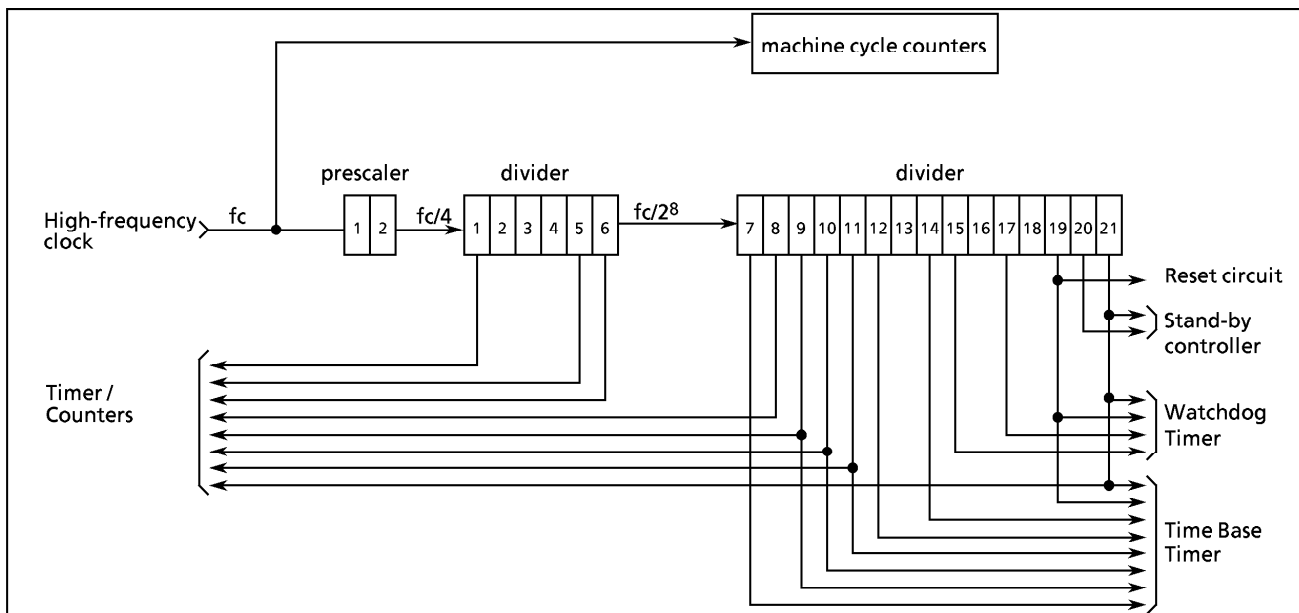 machine cycle counters
prescaler
divider
divider
High-frequency
clock
fc
1 2
fc/4
1 2 3 4 5 6
fc/2⁸
7 8 9 10 11 12 13 14 15 16 17 18 19 20 21
Reset circuit
Stand-by
controller
Timer /
Counters
Watchdog
Timer
Time Base
Timer